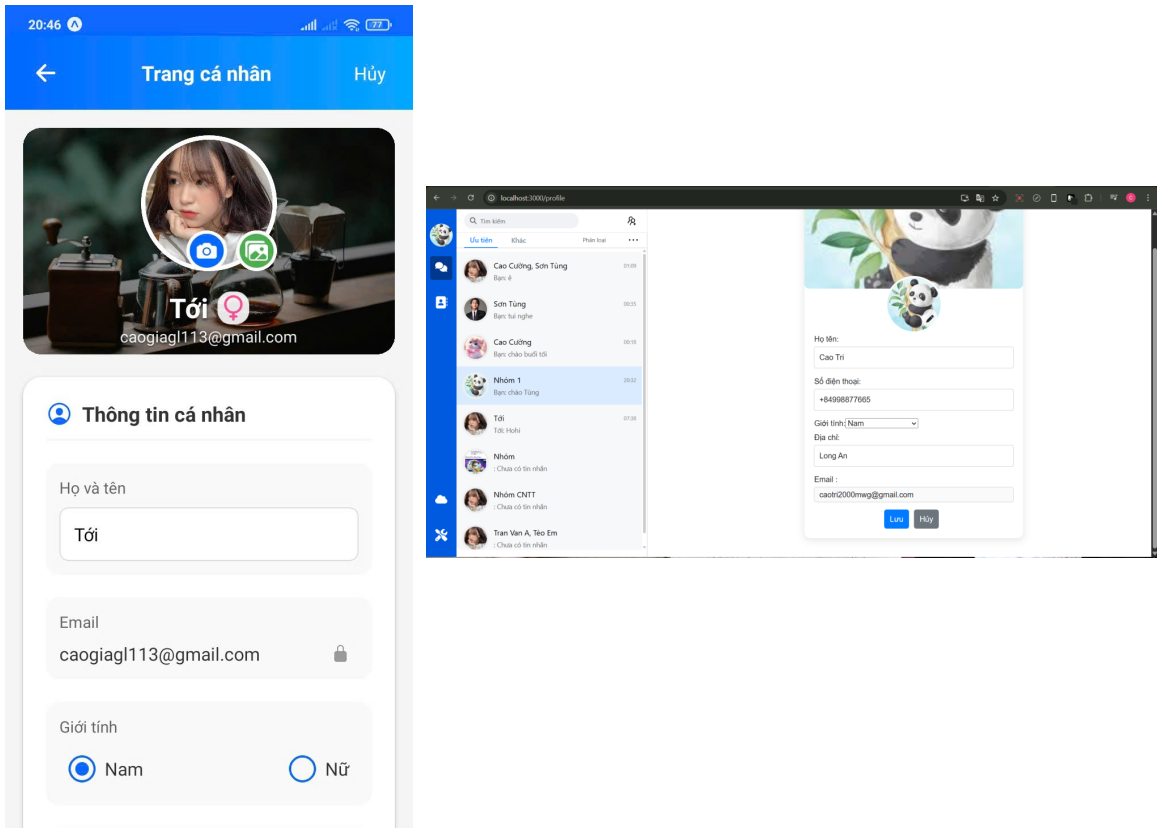 20:46
77
Trang cá nhân
Hủy
Tới
caogiagl113@gmail.com
Thông tin cá nhân
Họ và tên
Tới
Email
caogiagl113@gmail.com
Giới tính
Nam
Nữ
localhost:3000/profile
Tìm kiếm
Ưu tiên
Khác
Phân loại
Cao Cường, Sơn Tùng
01:09
Bạn: ê
Sơn Tùng
Bạn: tui nghe
Cao Cường
Bạn: chào buổi tối
Nhóm 1
20:32
Bạn: chào Tùng
Tới
07:38
Tới: Hohi
Nhóm
: Chưa có tin nhắn
Nhóm CNTT
: Chưa có tin nhắn
Tran Van A, Tèo Em
: Chưa có tin nhắn
Họ tên:
Cao Tri
Số điện thoại:
+84998877665
Giới tính: Nam
Địa chỉ:
Long An
Email :
caotri2000mwg@gmail.com
Lưu
Hủy